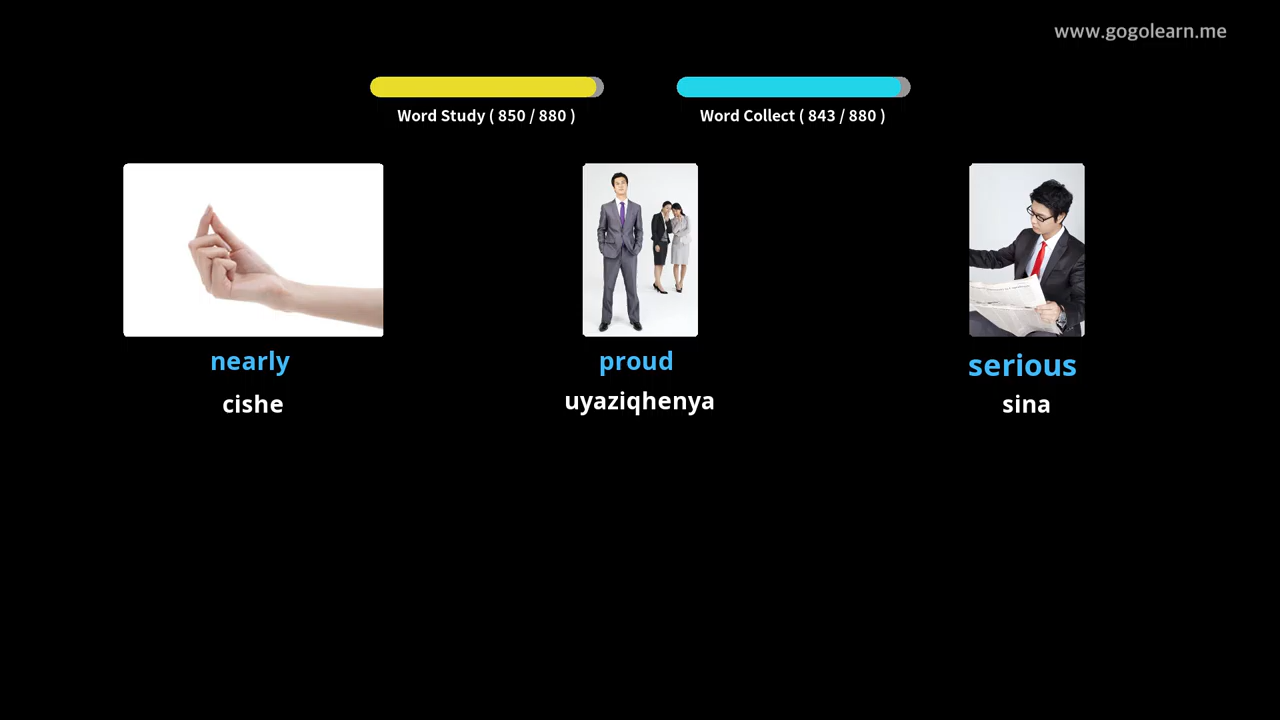 www.gogolearn.me
Word Study ( 850 / 880 )
Word Collect ( 843 / 880 )
nearly
proud
serious
cishe
uyaziqhenya
sina